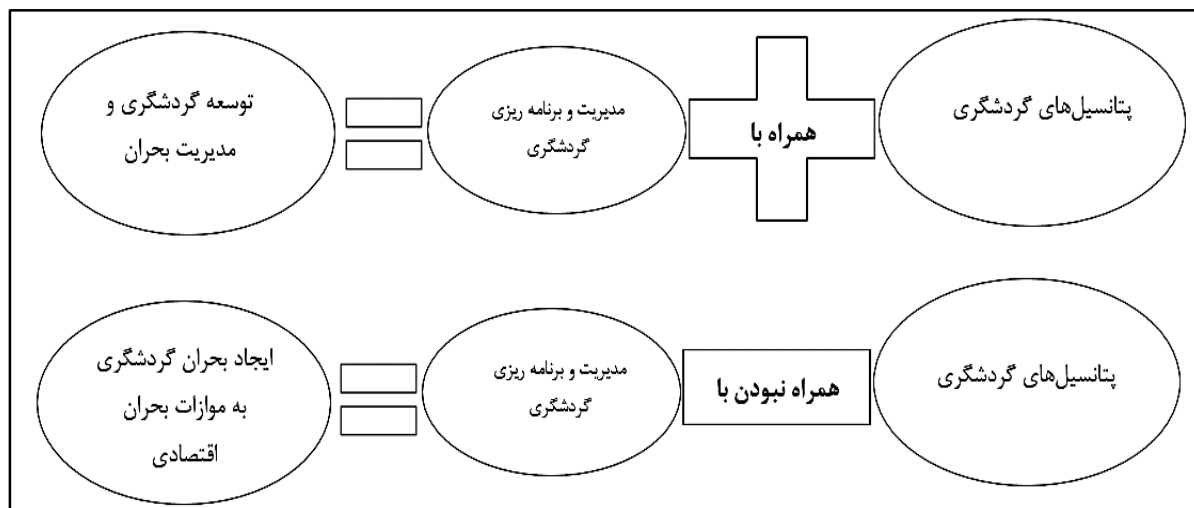 پتانسیل‌های گردشگری
همراه با
مدیریت و برنامه ریزی
گردشگری
توسعه گردشگری و
مدیریت بحران
پتانسیل‌های گردشگری
همراه نبودن با
مدیریت و برنامه ریزی
گردشگری
ایجاد بحران گردشگری
به موازات بحران
اقتصادی